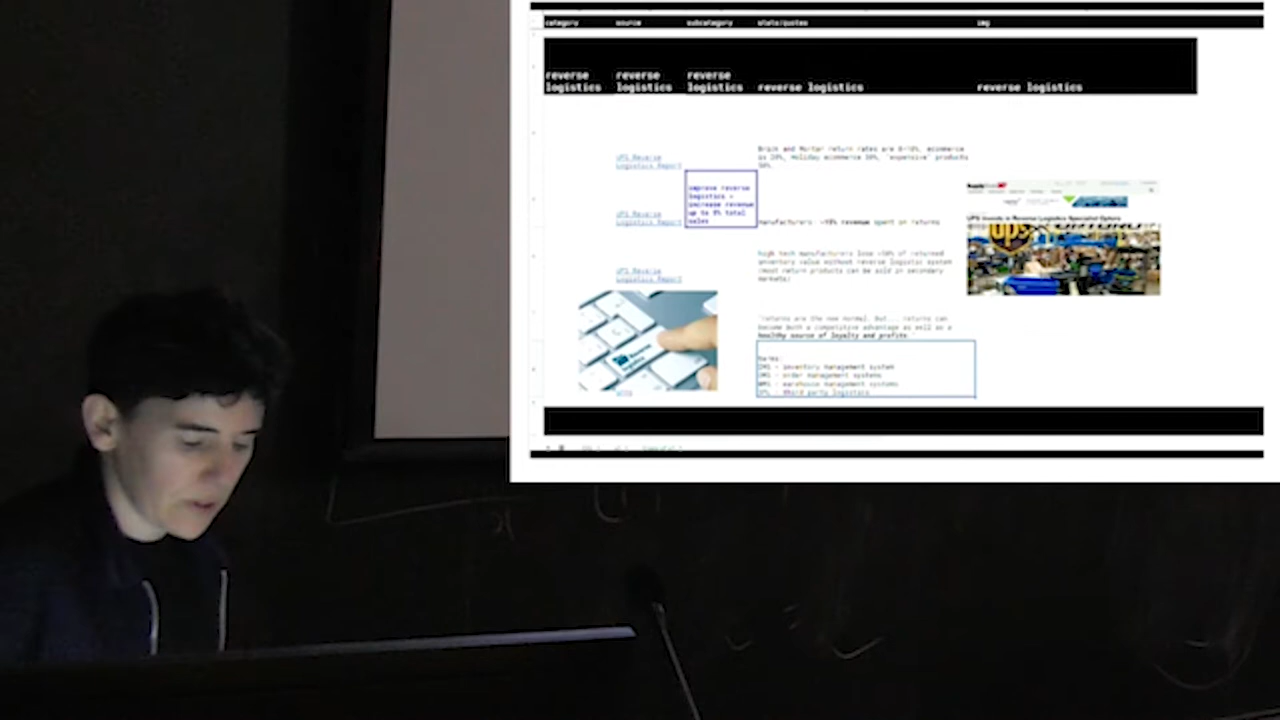 category source subcategory stats/quotes img
reverse logistics
reverse logistics
reverse logistics
reverse logistics
reverse logistics
Brick and Mortar return rates are 8-10%, ecommerce
is 20%, Holiday ecommerce 30%, "expensive" products
50%.
UPS Reverse
Logistics Report
improve reverse
logistics =
increase revenue
up to 5% total
sales
UPS Reverse
Logistics Report
manufacturers: ~15% revenue spent on returns
high tech manufacturers lose ~50% of returned
inventory value without reverse logistic system
(most return products can be sold in secondary
markets)
UPS Reverse
Logistics Report
UPS Invests in Reverse Logistics Specialist Optoro
ups
Reverse
logistics
"returns are the new normal. But... returns can
become both a competitive advantage as well as a
healthy source of loyalty and profits."
terms:
IMS - inventory management system
OMS - order management systems
WMS - warehouse management systems
3PL - third party logistics